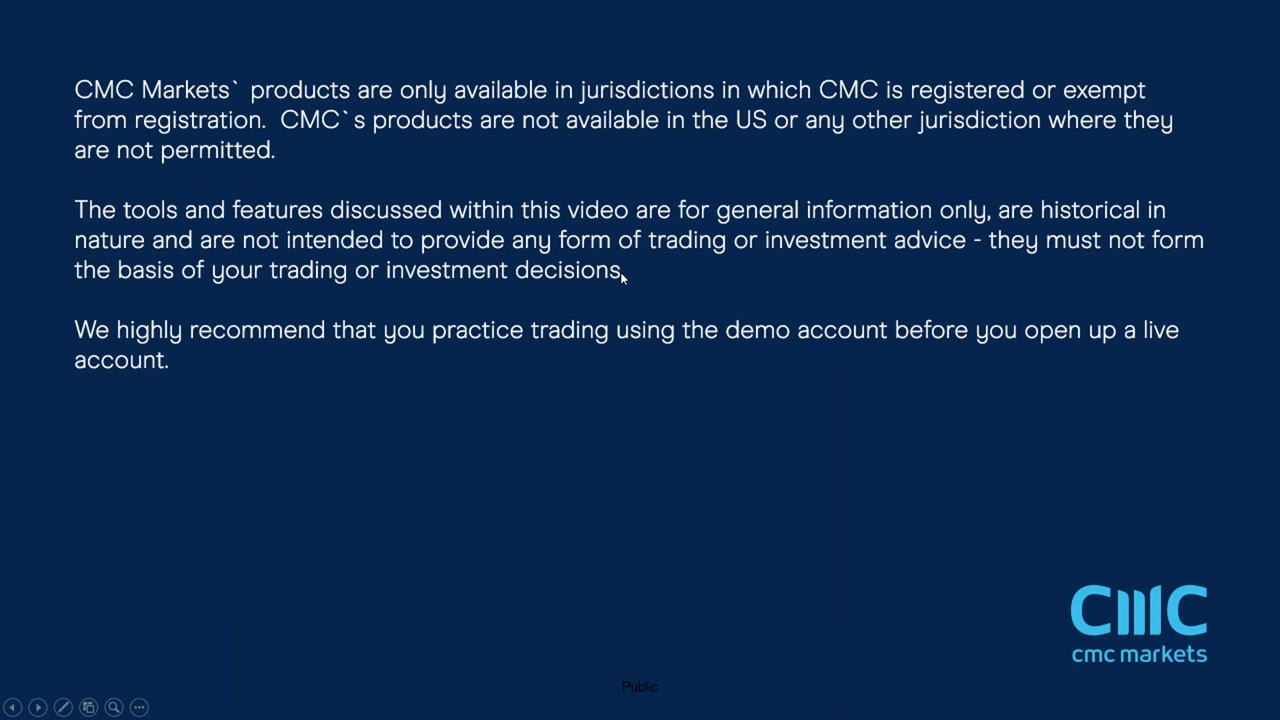 CMC Markets` products are only available in jurisdictions in which CMC is registered or exempt
from registration.  CMC`s products are not available in the US or any other jurisdiction where they
are not permitted.
The tools and features discussed within this video are for general information only, are historical in
nature and are not intended to provide any form of trading or investment advice - they must not form
the basis of your trading or investment decisions.
We highly recommend that you practice trading using the demo account before you open up a live
account.
CMC
cmc markets
Public